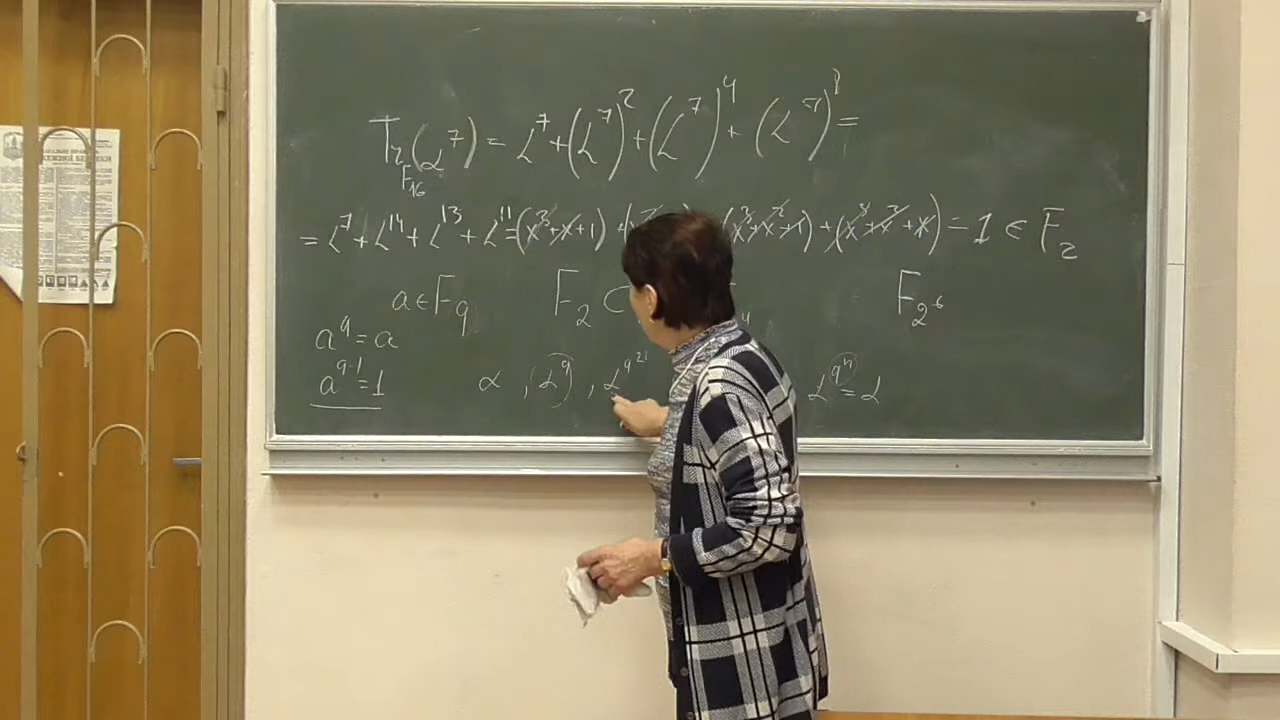 Tr_{F_{16}}(α^7) = α^7 + (α^7)^2 + (α^7)^4 + (α^7)^8 =
= α^7 + α^{14} + α^{13} + α^{11} = (x^3 + x + 1) + (x^3 + x^2 + 1) + (x^3 + x^2 + x) = 1 ∈ F_2
a ∈ F_q F_2 ⊂ F_{2^6}
a^q = a
a^{q-1} = 1 α , (α^q) , α^{q^2} α^{q^n} = α